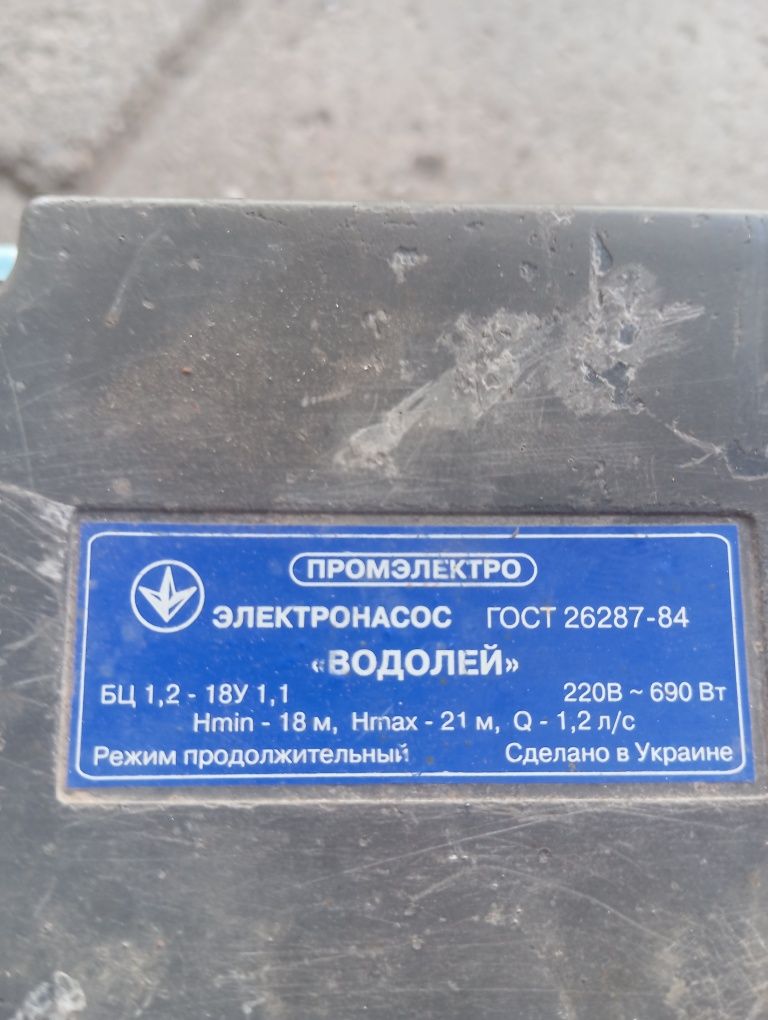 ПРОМЭЛЕКТРО
ЭЛЕКТРОНАСОС ГОСТ 26287-84
«ВОДОЛЕЙ»
БЦ 1,2 - 18У 1,1 220В ~ 690 Вт
Hmin - 18 м, Hmax - 21 м, Q - 1,2 л/с
Режим продолжительный Сделано в Украине